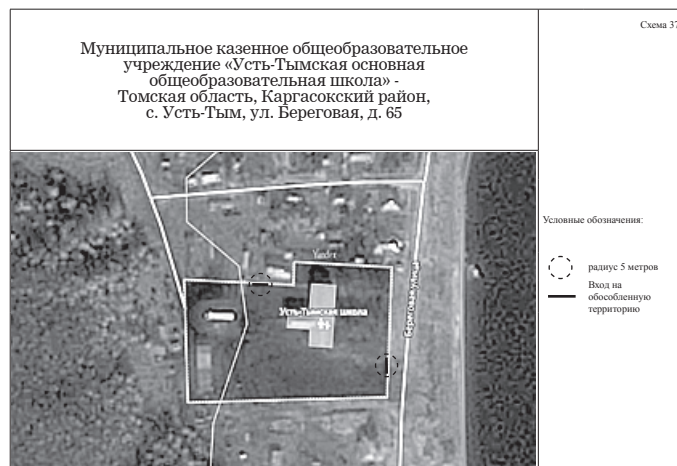 Схема 37
Муниципальное казенное общеобразовательное
учреждение «Усть-Тымская основная
общеобразовательная школа» -
Томская область, Каргасокский район,
с. Усть-Тым, ул. Береговая, д. 65
Усть-Тымская школа
Береговая улица
Условные обозначения:
радиус 5 метров
Вход на
обособленную
территорию